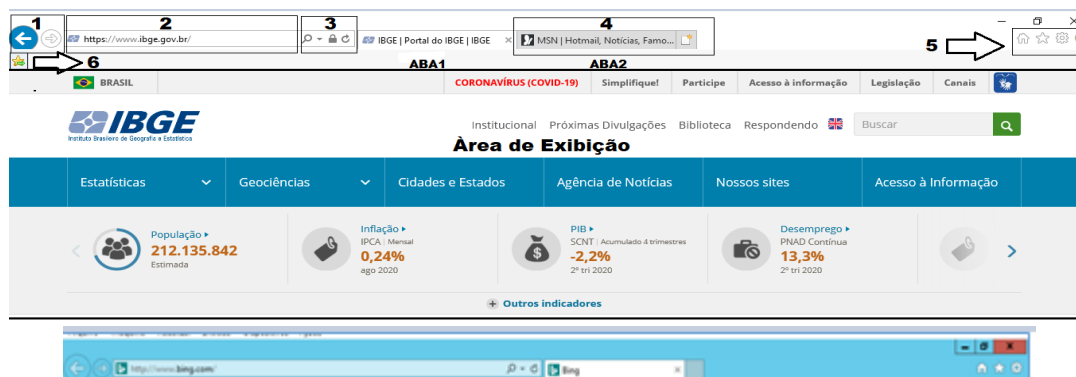 1 2 3 4
https://www.ibge.gov.br/ IBGE | Portal do IBGE | IBGE MSN | Hotmail, Notícias, Famo...
5
6 ABA1 ABA2
BRASIL CORONAVÍRUS (COVID-19) Simplifique! Participe Acesso à informação Legislação Canais
IBGE
Instituto Brasileiro de Geografia e Estatística
Institucional Próximas Divulgações Biblioteca Respondendo Buscar
Àrea de Exibição
Estatísticas Geociências Cidades e Estados Agência de Notícias Nossos sites Acesso à Informação
População Inflação PIB Desemprego
IPCA | Mensal SCNT | Acumulado 4 trimestres PNAD Contínua
212.135.842 0,24% -2,2% 13,3%
Estimada ago 2020 2º tri 2020 2º tri 2020
Outros indicadores
http://www.bing.com/ Bing